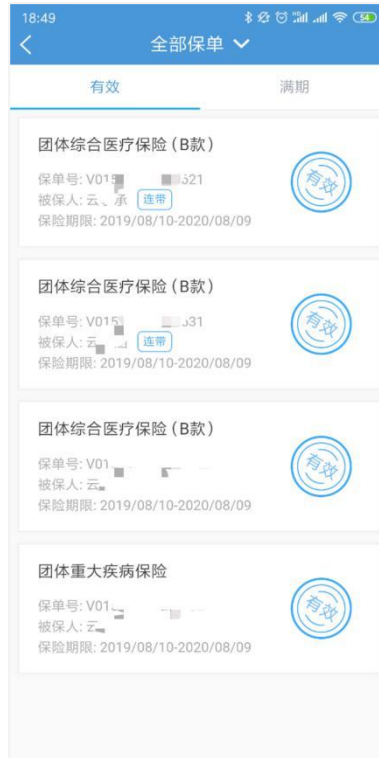 18:49
54
全部保单
有效
满期
团体综合医疗保险(B款)
保单号: V015 521
被保人: 云 承 连带
保险期限: 2019/08/10-2020/08/09
有效
团体综合医疗保险(B款)
保单号: V015 531
被保人: 云 连带
保险期限: 2019/08/10-2020/08/09
有效
团体综合医疗保险(B款)
保单号: V01
被保人: 云
保险期限: 2019/08/10-2020/08/09
有效
团体重大疾病保险
保单号: V01
被保人: 云
保险期限: 2019/08/10-2020/08/09
有效